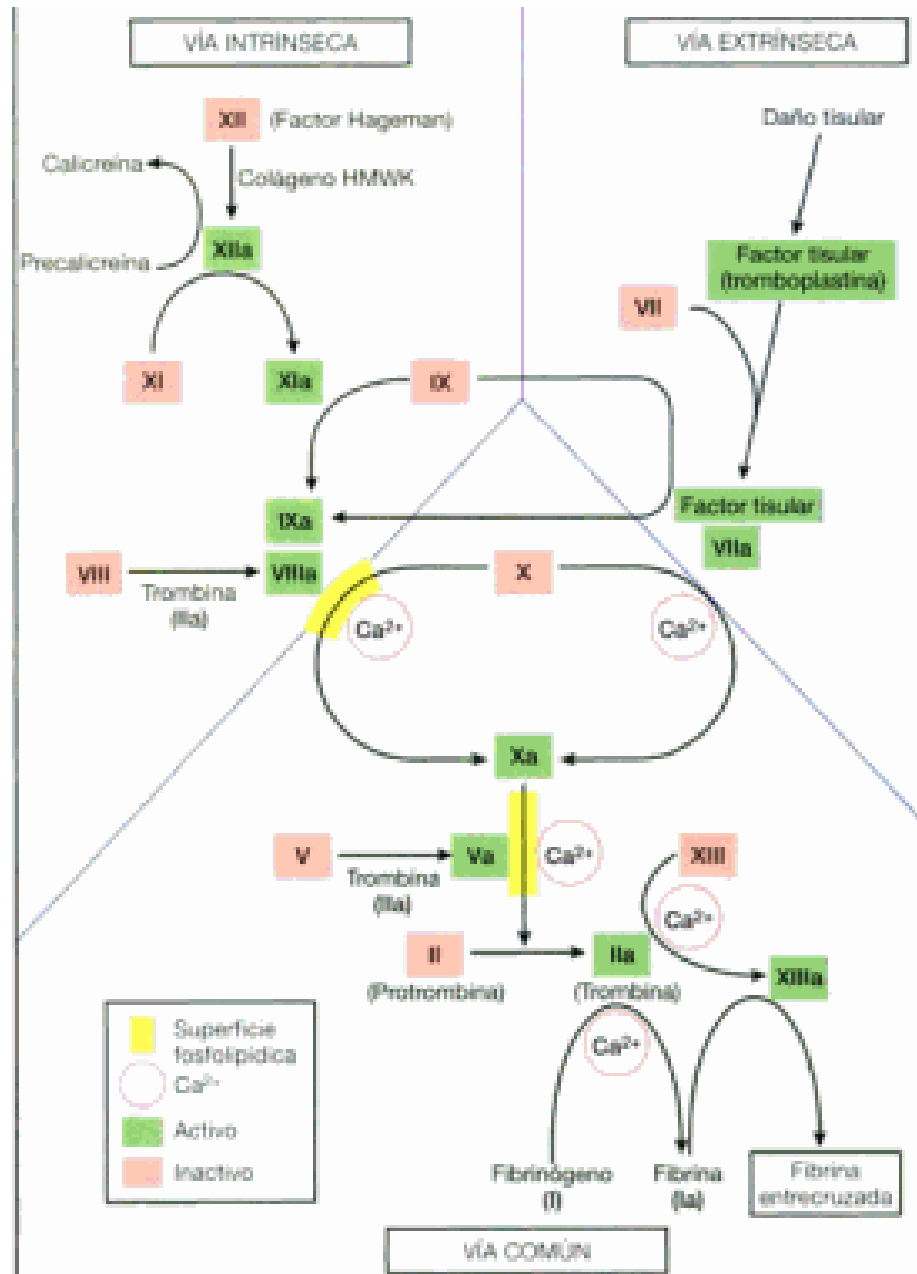 VÍA INTRÍNSECA
VÍA EXTRÍNSECA
XII (Factor Hageman)
Daño tisular
Calicreína
Colágeno HMWK
XIIa
Precalicreína
Factor tisular
(tromboplastina)
VII
XI
XIa
IX
IXa
Factor tisular
VIIa
VIII
Trombina
(IIa)
VIIIa
X
Ca2+
Ca2+
Xa
V
Trombina
(IIa)
Va
Ca2+
XIII
Ca2+
II
(Protrombina)
IIa
(Trombina)
XIIIa
Ca2+
Superficie
fosfolipídica
Ca2+
Activo
Inactivo
Fibrinógeno
(I)
Fibrina
(Ia)
Fibrina
entrecruzada
VÍA COMÚN